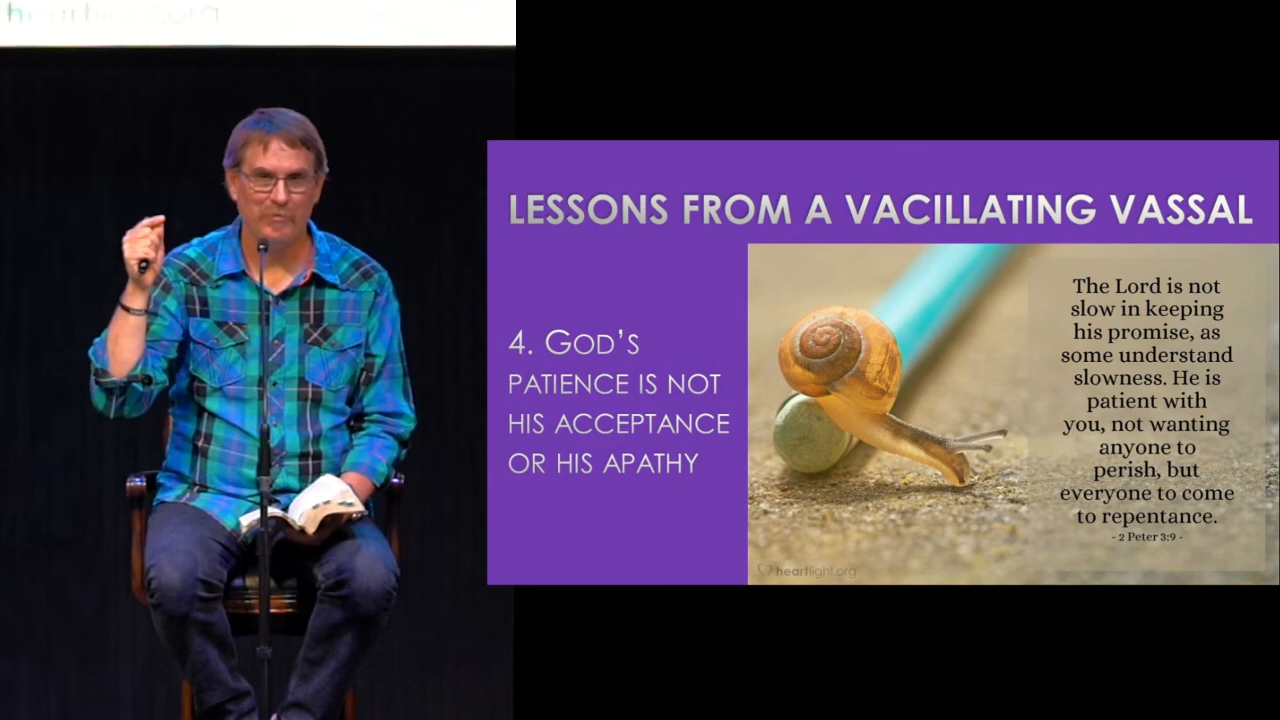 LESSONS FROM A VACILLATING VASSAL
4. GOD'S
PATIENCE IS NOT
HIS ACCEPTANCE
OR HIS APATHY
The Lord is not
slow in keeping
his promise, as
some understand
slowness. He is
patient with
you, not wanting
anyone to
perish, but
everyone to come
to repentance.
- 2 Peter 3:9 -
heartlight.org